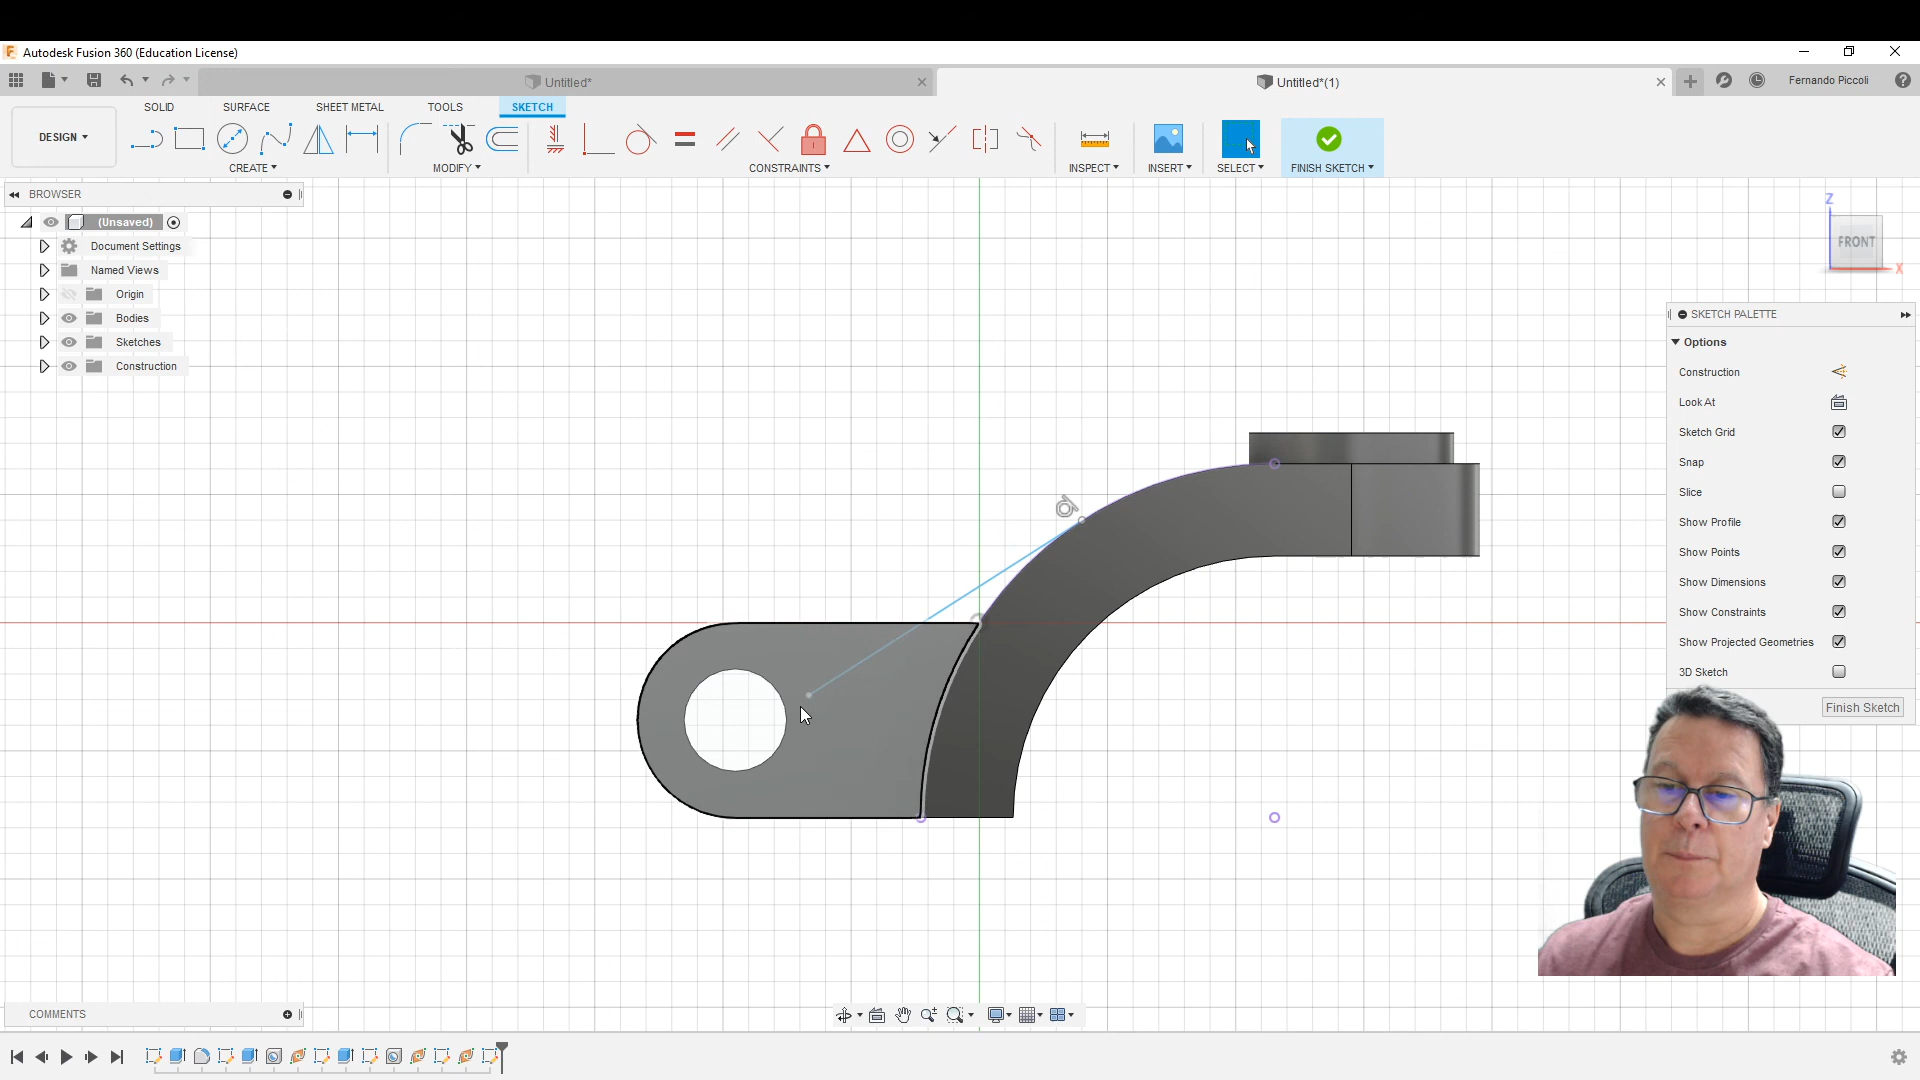 Autodesk Fusion 360 (Education License)
Untitled*
Untitled*(1)
Fernando Piccoli
SOLID
SURFACE
SHEET METAL
TOOLS
SKETCH
DESIGN
CREATE
MODIFY
CONSTRAINTS
INSPECT
INSERT
SELECT
FINISH SKETCH
BROWSER
(Unsaved)
Document Settings
Named Views
Origin
Bodies
Sketches
Construction
Z
FRONT
X
SKETCH PALETTE
Options
Construction
Look At
Sketch Grid
Snap
Slice
Show Profile
Show Points
Show Dimensions
Show Constraints
Show Projected Geometries
3D Sketch
Finish Sketch
COMMENTS